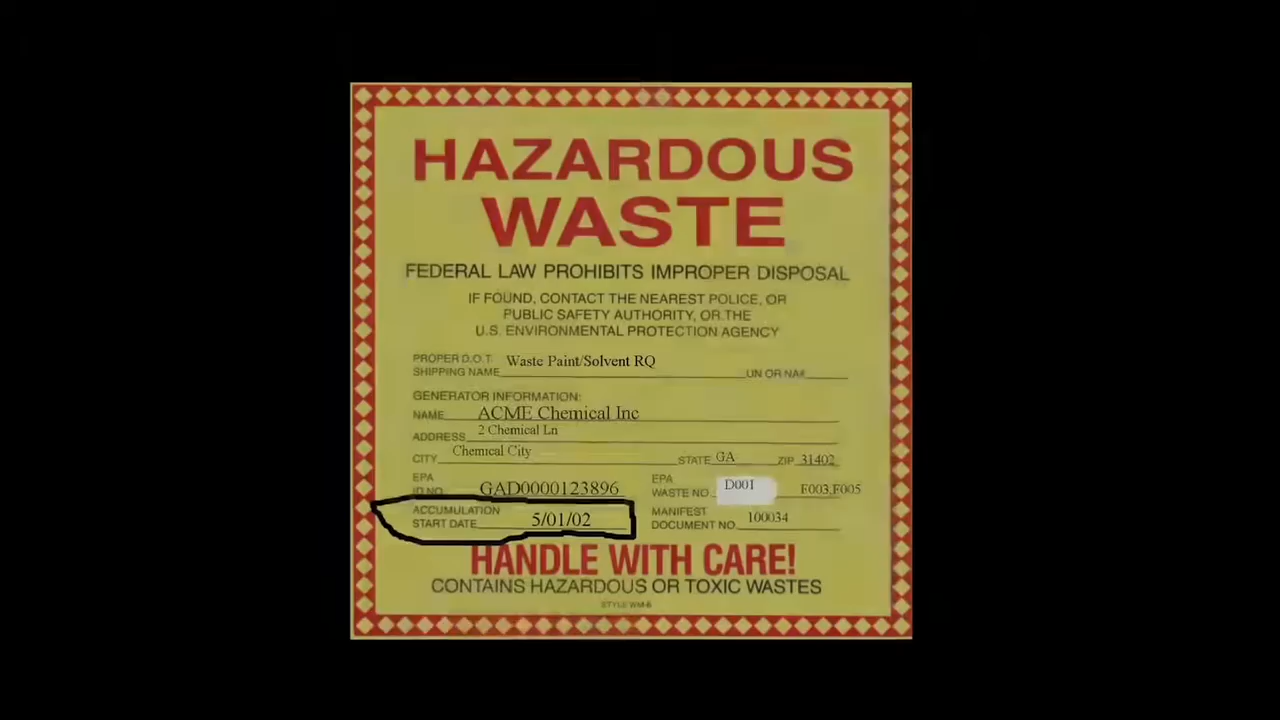 HAZARDOUS
WASTE
FEDERAL LAW PROHIBITS IMPROPER DISPOSAL
IF FOUND, CONTACT THE NEAREST POLICE, OR
PUBLIC SAFETY AUTHORITY, OR THE
U.S. ENVIRONMENTAL PROTECTION AGENCY
PROPER D.O.T. Waste Paint/Solvent RQ
SHIPPING NAME UN OR NA#
GENERATOR INFORMATION:
NAME ACME Chemical Inc
ADDRESS 2 Chemical Ln
CITY Chemical City STATE GA ZIP 31402
EPA ID NO. GAD0000123896 EPA WASTE NO. D001 F003,F005
ACCUMULATION START DATE 5/01/02 MANIFEST DOCUMENT NO. 100034
HANDLE WITH CARE!
CONTAINS HAZARDOUS OR TOXIC WASTES
STYLE WM-6